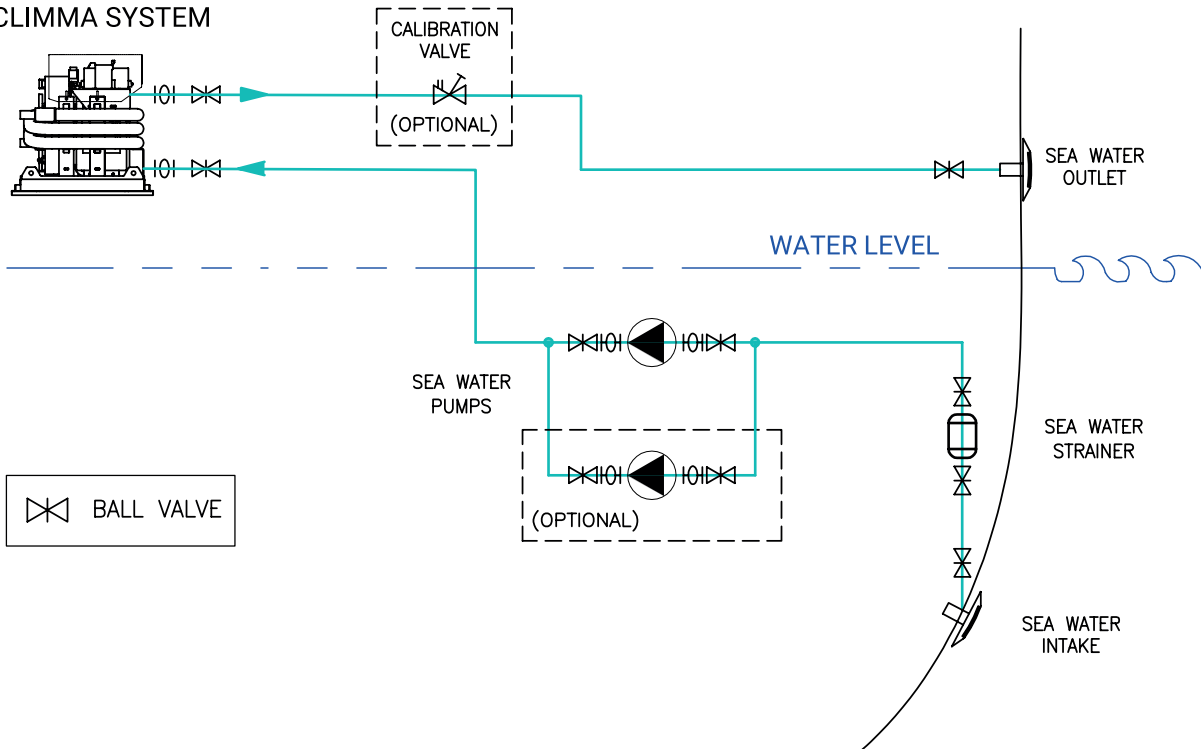 CLIMMA SYSTEM
CALIBRATION
VALVE
(OPTIONAL)
SEA WATER
OUTLET
WATER LEVEL
SEA WATER
PUMPS
(OPTIONAL)
SEA WATER
STRAINER
BALL VALVE
SEA WATER
INTAKE